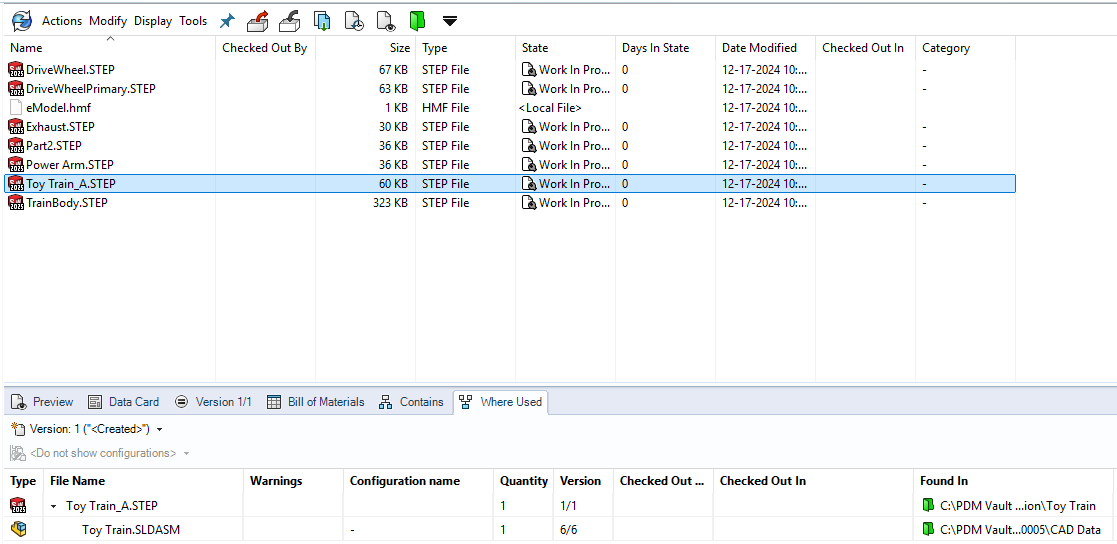 Actions Modify Display Tools
Name Checked Out By Size Type State Days In State Date Modified Checked Out In Category
DriveWheel.STEP 67 KB STEP File Work In Pro... 0 12-17-2024 10:... -
DriveWheelPrimary.STEP 63 KB STEP File Work In Pro... 0 12-17-2024 10:... -
eModel.hmf 1 KB HMF File <Local File> 12-17-2024 10:...
Exhaust.STEP 30 KB STEP File Work In Pro... 0 12-17-2024 10:... -
Part2.STEP 36 KB STEP File Work In Pro... 0 12-17-2024 10:... -
Power Arm.STEP 36 KB STEP File Work In Pro... 0 12-17-2024 10:... -
Toy Train_A.STEP 60 KB STEP File Work In Pro... 0 12-17-2024 10:... -
TrainBody.STEP 323 KB STEP File Work In Pro... 0 12-17-2024 10:... -
Preview Data Card Version 1/1 Bill of Materials Contains Where Used
Version: 1 ("<Created>")
<Do not show configurations>
Type File Name Warnings Configuration name Quantity Version Checked Out ... Checked Out In Found In
Toy Train_A.STEP 1 1/1 C:\PDM Vault ...ion\Toy Train
Toy Train.SLDASM - 1 6/6 C:\PDM Vault...0005\CAD Data